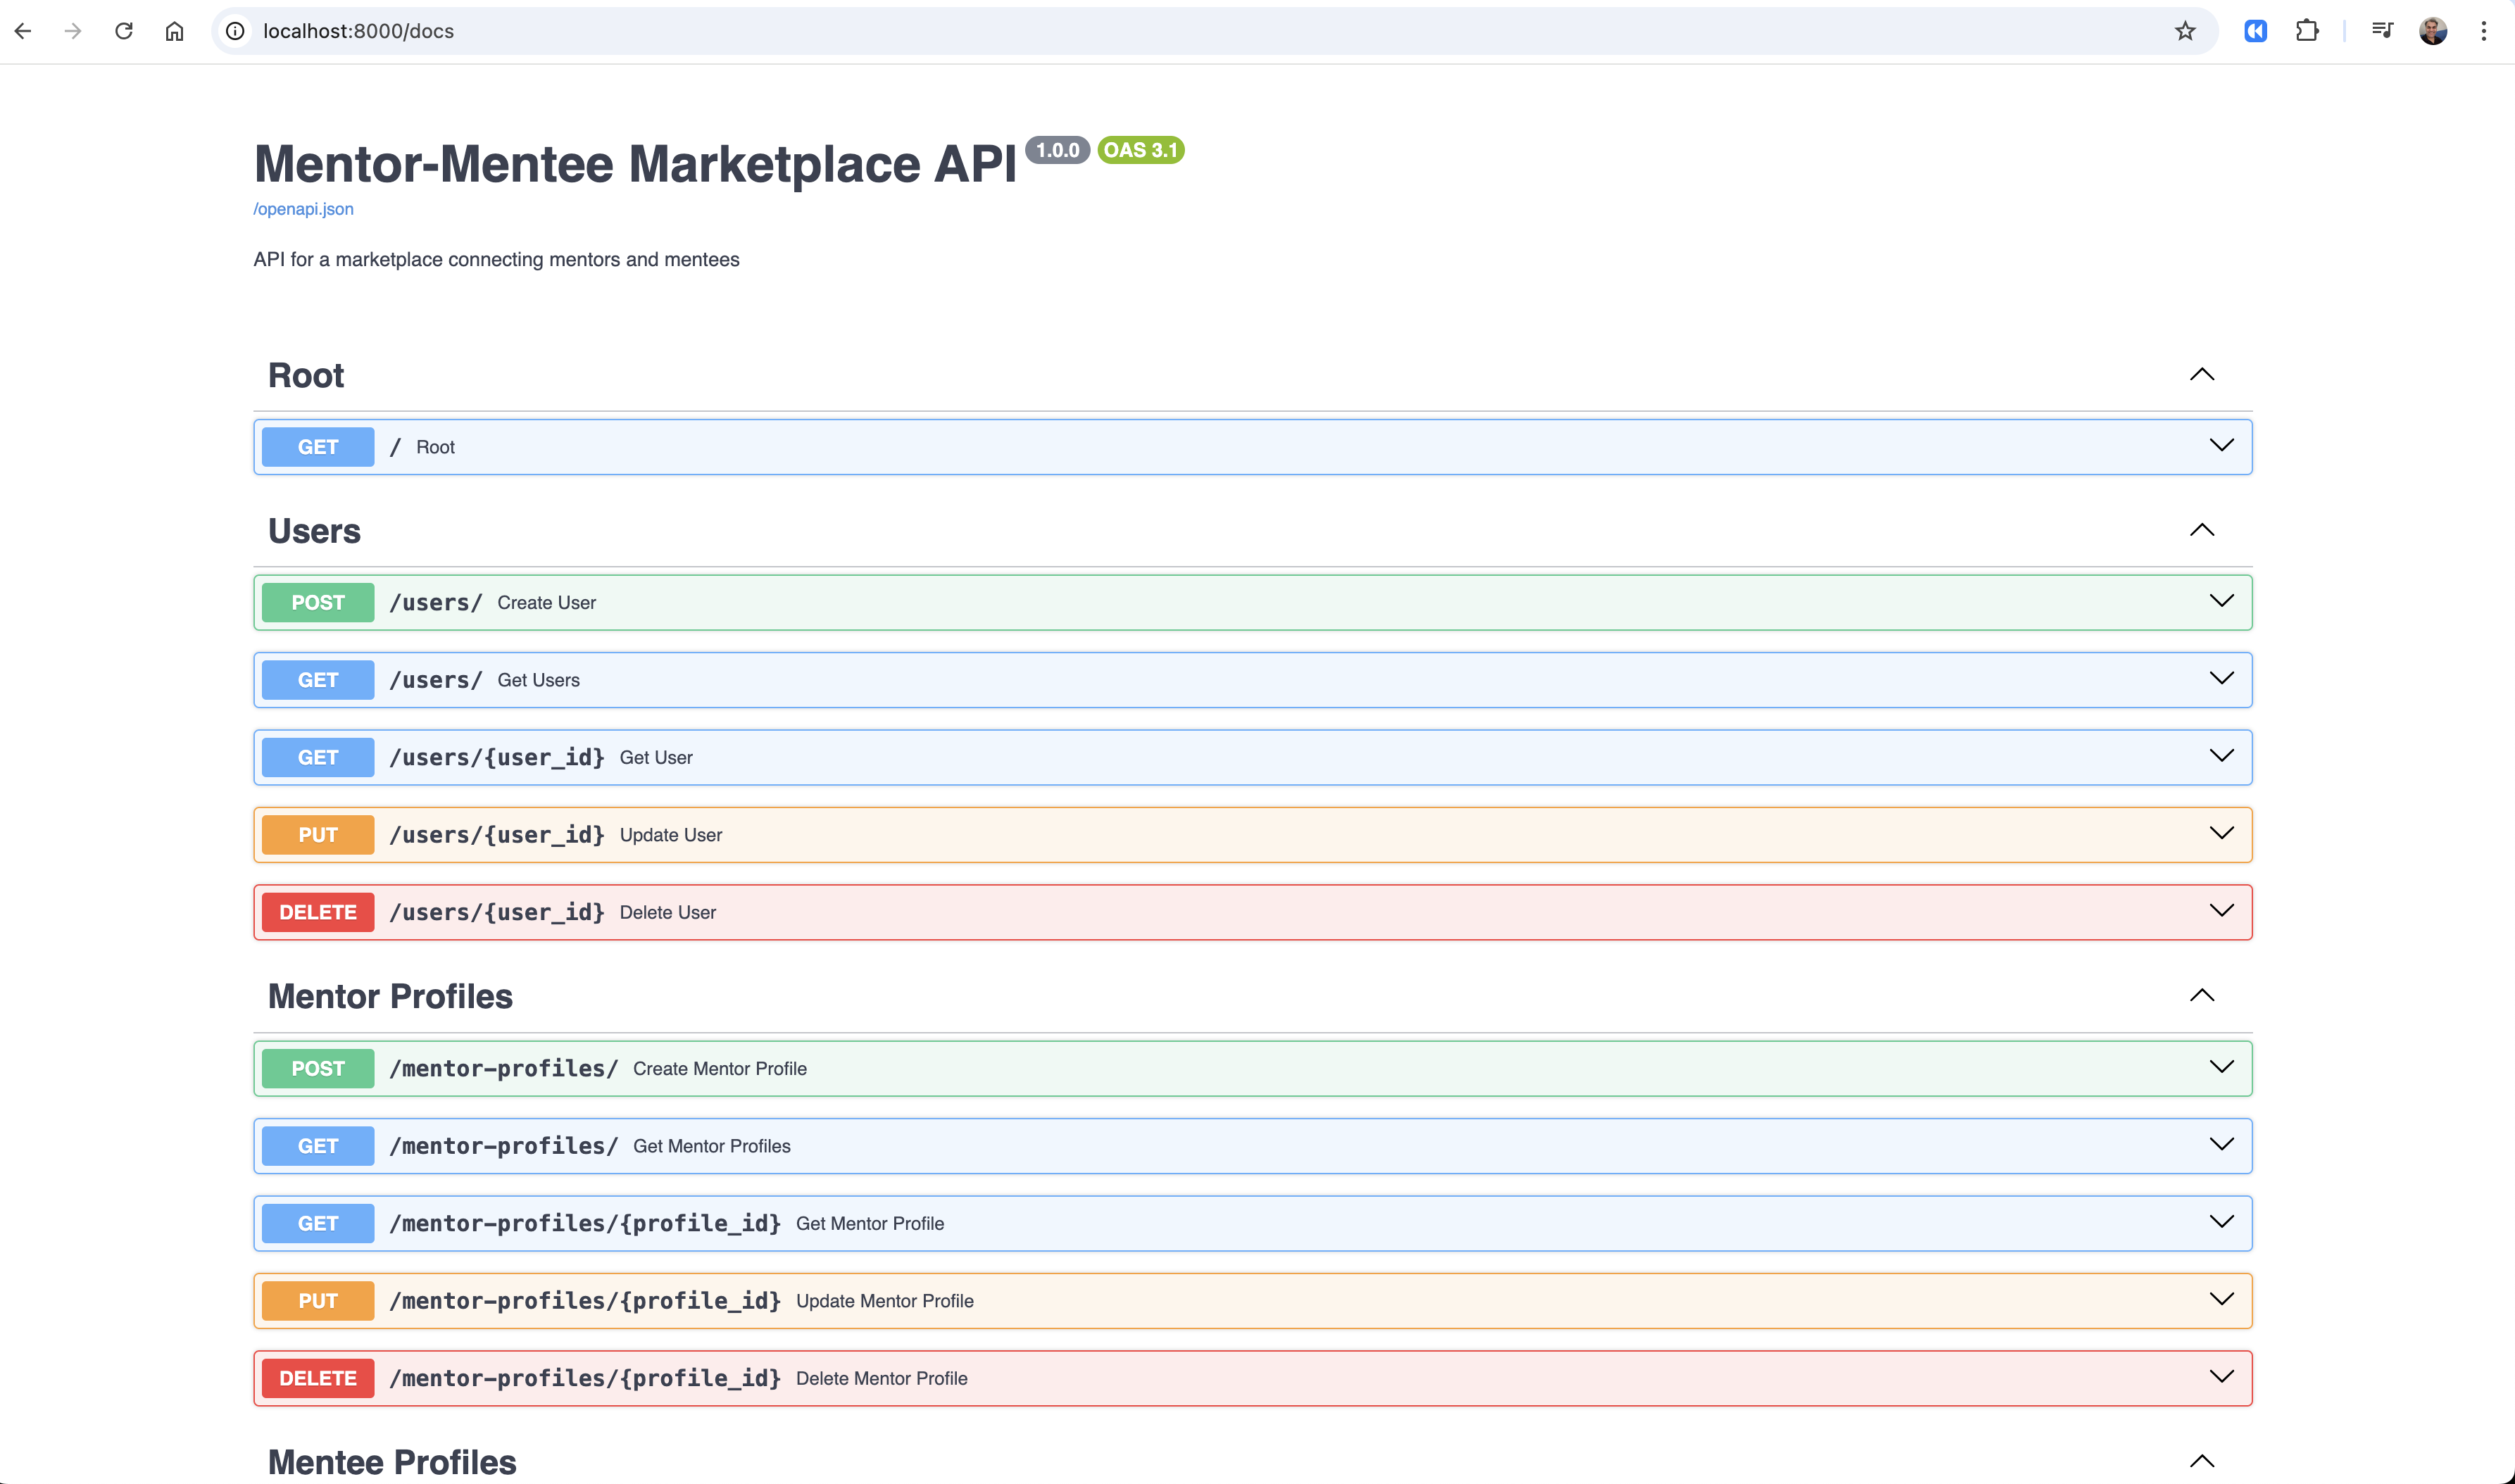 localhost:8000/docs
Mentor-Mentee Marketplace API 1.0.0 OAS 3.1
/openapi.json
API for a marketplace connecting mentors and mentees
Root
GET / Root
Users
POST /users/ Create User
GET /users/ Get Users
GET /users/{user_id} Get User
PUT /users/{user_id} Update User
DELETE /users/{user_id} Delete User
Mentor Profiles
POST /mentor-profiles/ Create Mentor Profile
GET /mentor-profiles/ Get Mentor Profiles
GET /mentor-profiles/{profile_id} Get Mentor Profile
PUT /mentor-profiles/{profile_id} Update Mentor Profile
DELETE /mentor-profiles/{profile_id} Delete Mentor Profile
Mentee Profiles